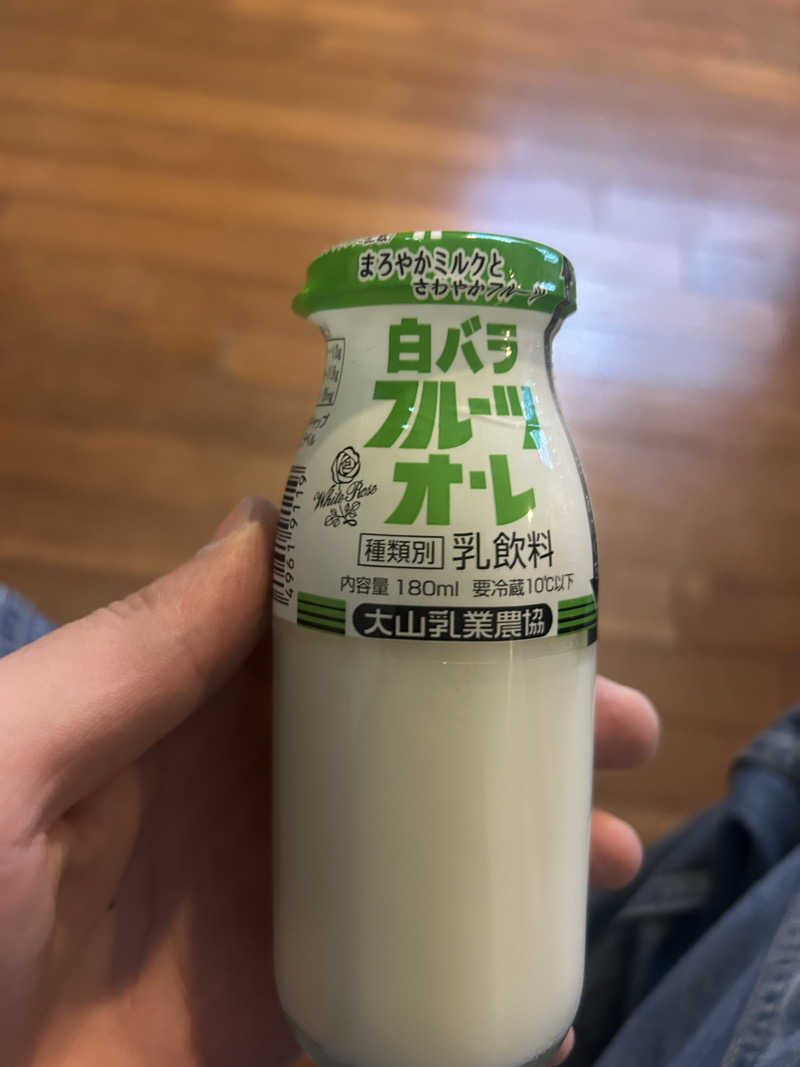 まろやかミルクと
さわやかフルーツ
白バラ
フルーツ
オ・レ
White Rose
種類別 乳飲料
内容量 180ml 要冷蔵10℃以下
大山乳業農協